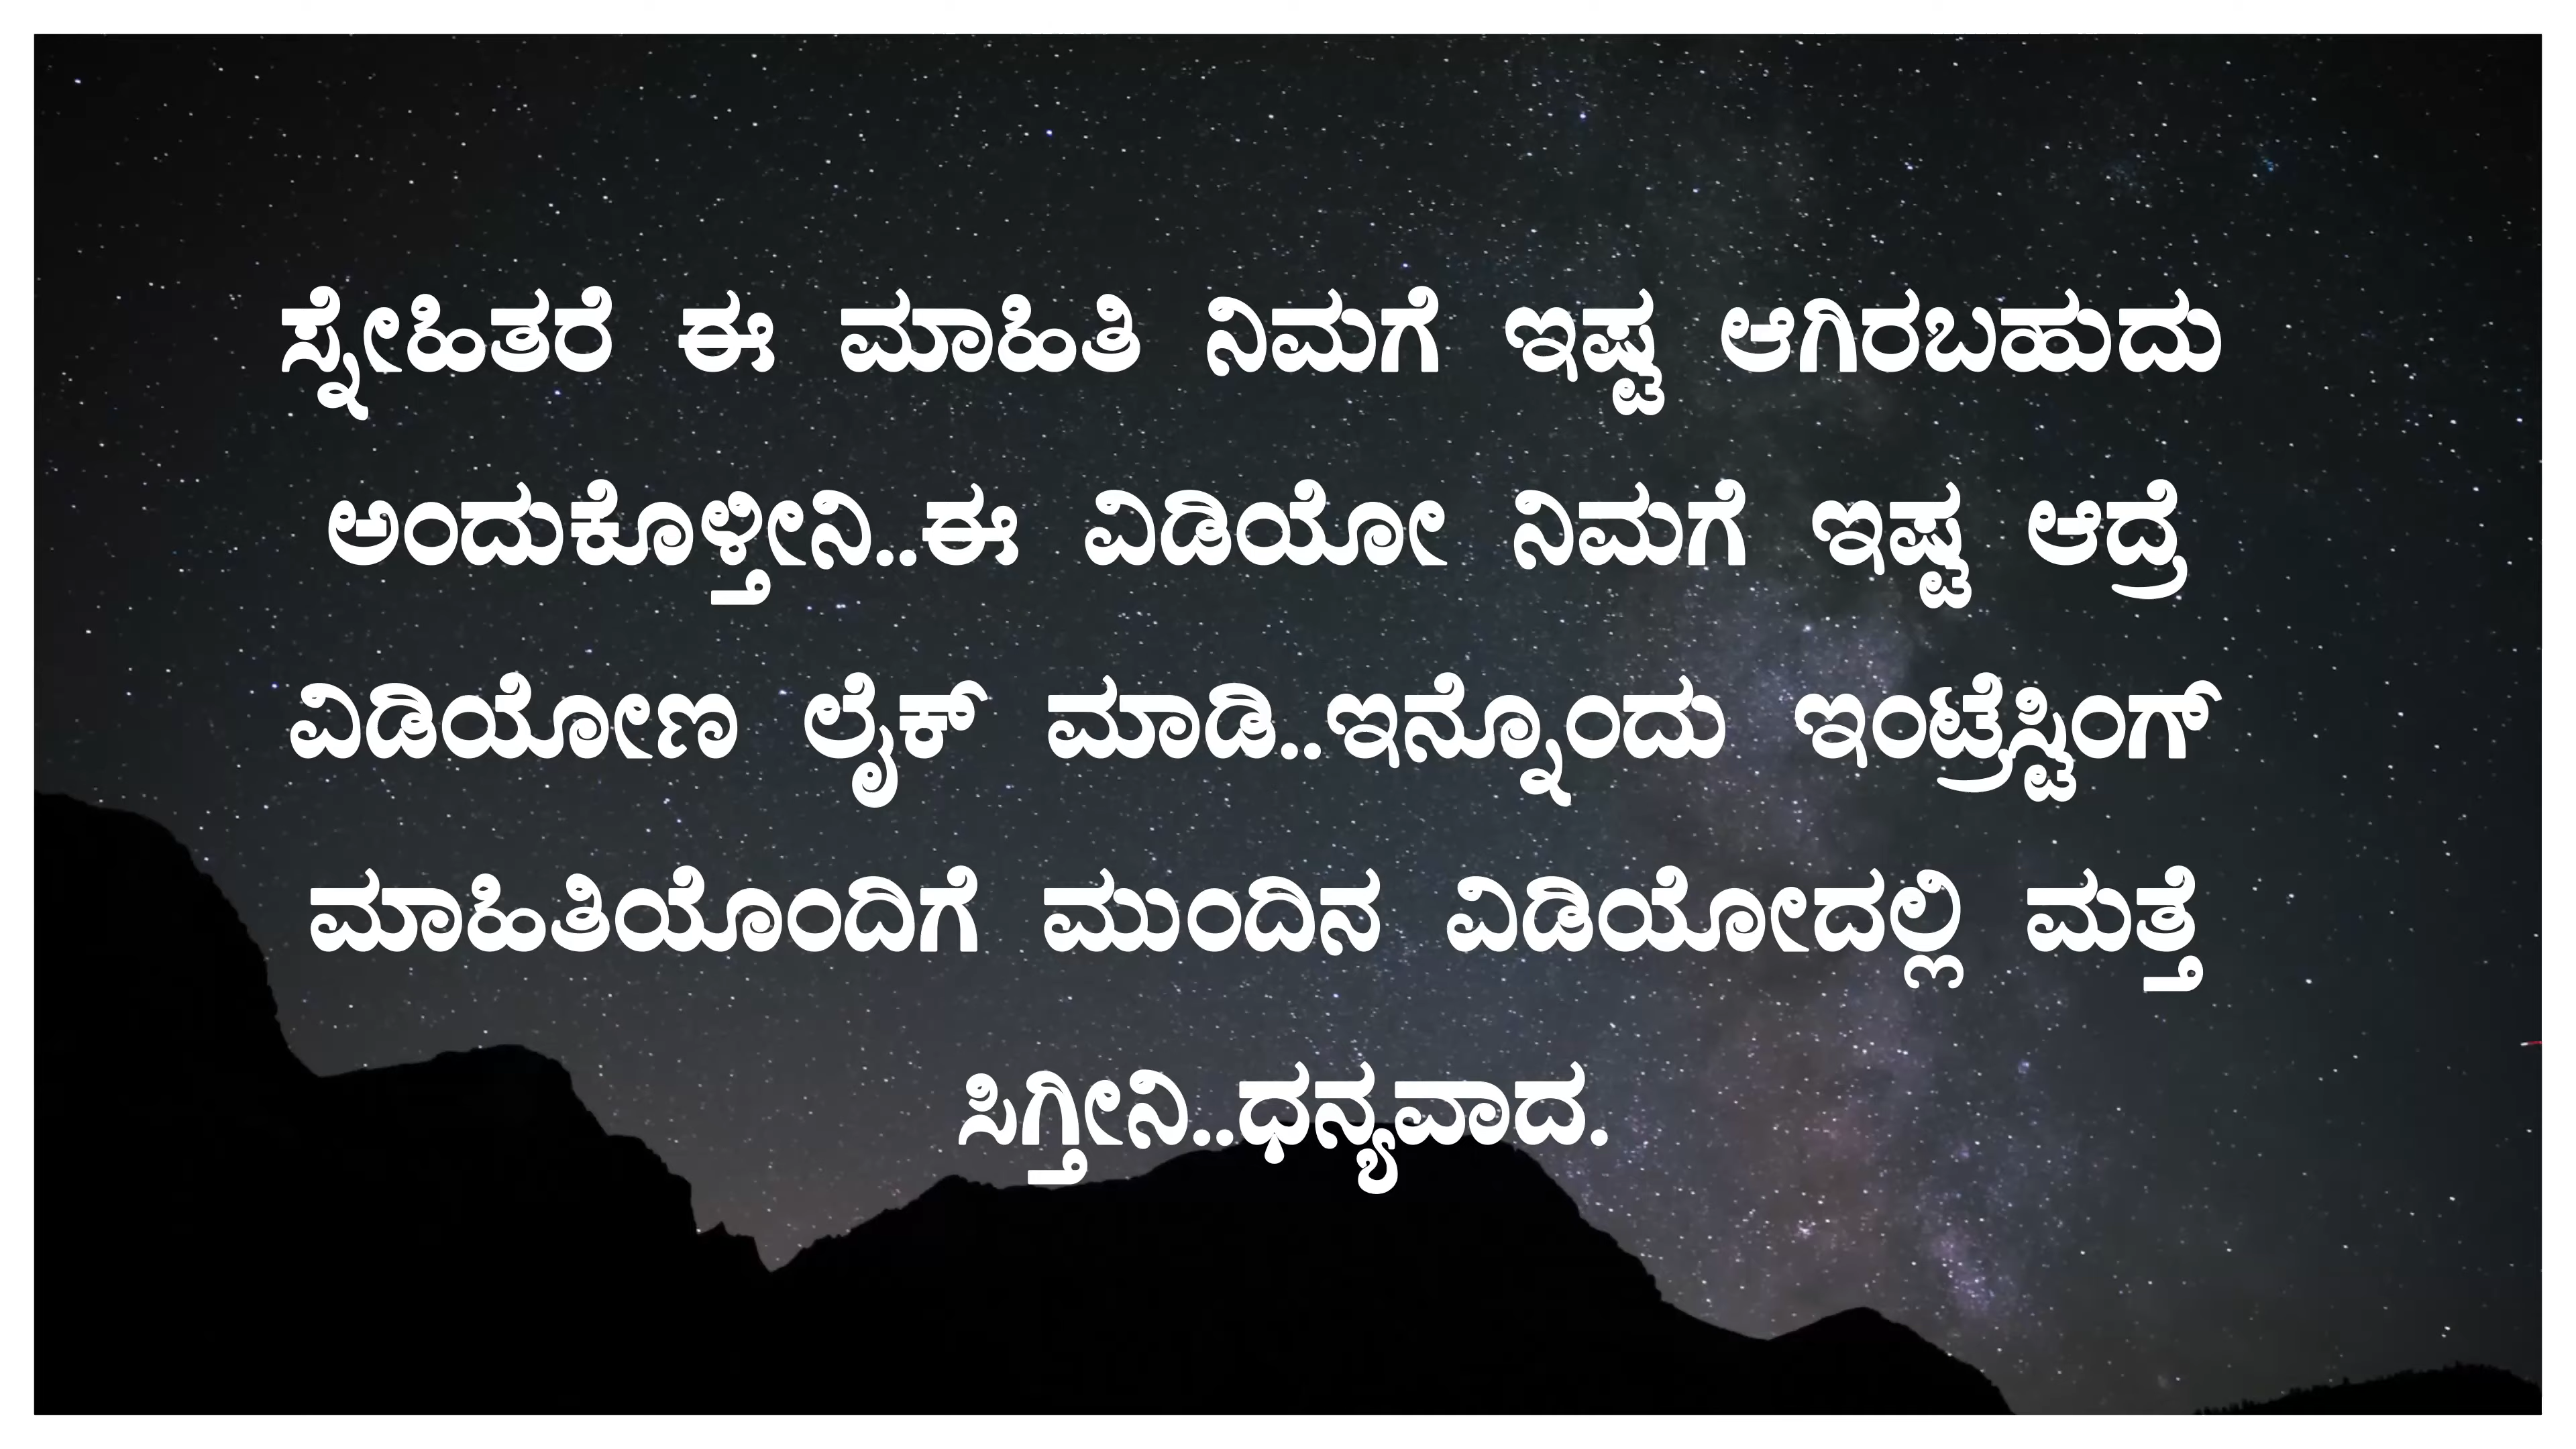 ಸ್ನೇಹಿತರೆ ಈ ಮಾಹಿತಿ ನಿಮಗೆ ಇಷ್ಟ ಆಗಿರಬಹುದು
ಅಂದುಕೊಳ್ತೀನಿ..ಈ ವಿಡಿಯೋ ನಿಮಗೆ ಇಷ್ಟ ಆದ್ರೆ
ವಿಡಿಯೋಣ ಲೈಕ್ ಮಾಡಿ..ಇನ್ನೊಂದು ಇಂಟ್ರೆಸ್ಟಿಂಗ್
ಮಾಹಿತಿಯೊಂದಿಗೆ ಮುಂದಿನ ವಿಡಿಯೋದಲ್ಲಿ ಮತ್ತೆ
ಸಿಗ್ತೀನಿ..ಧನ್ಯವಾದ.